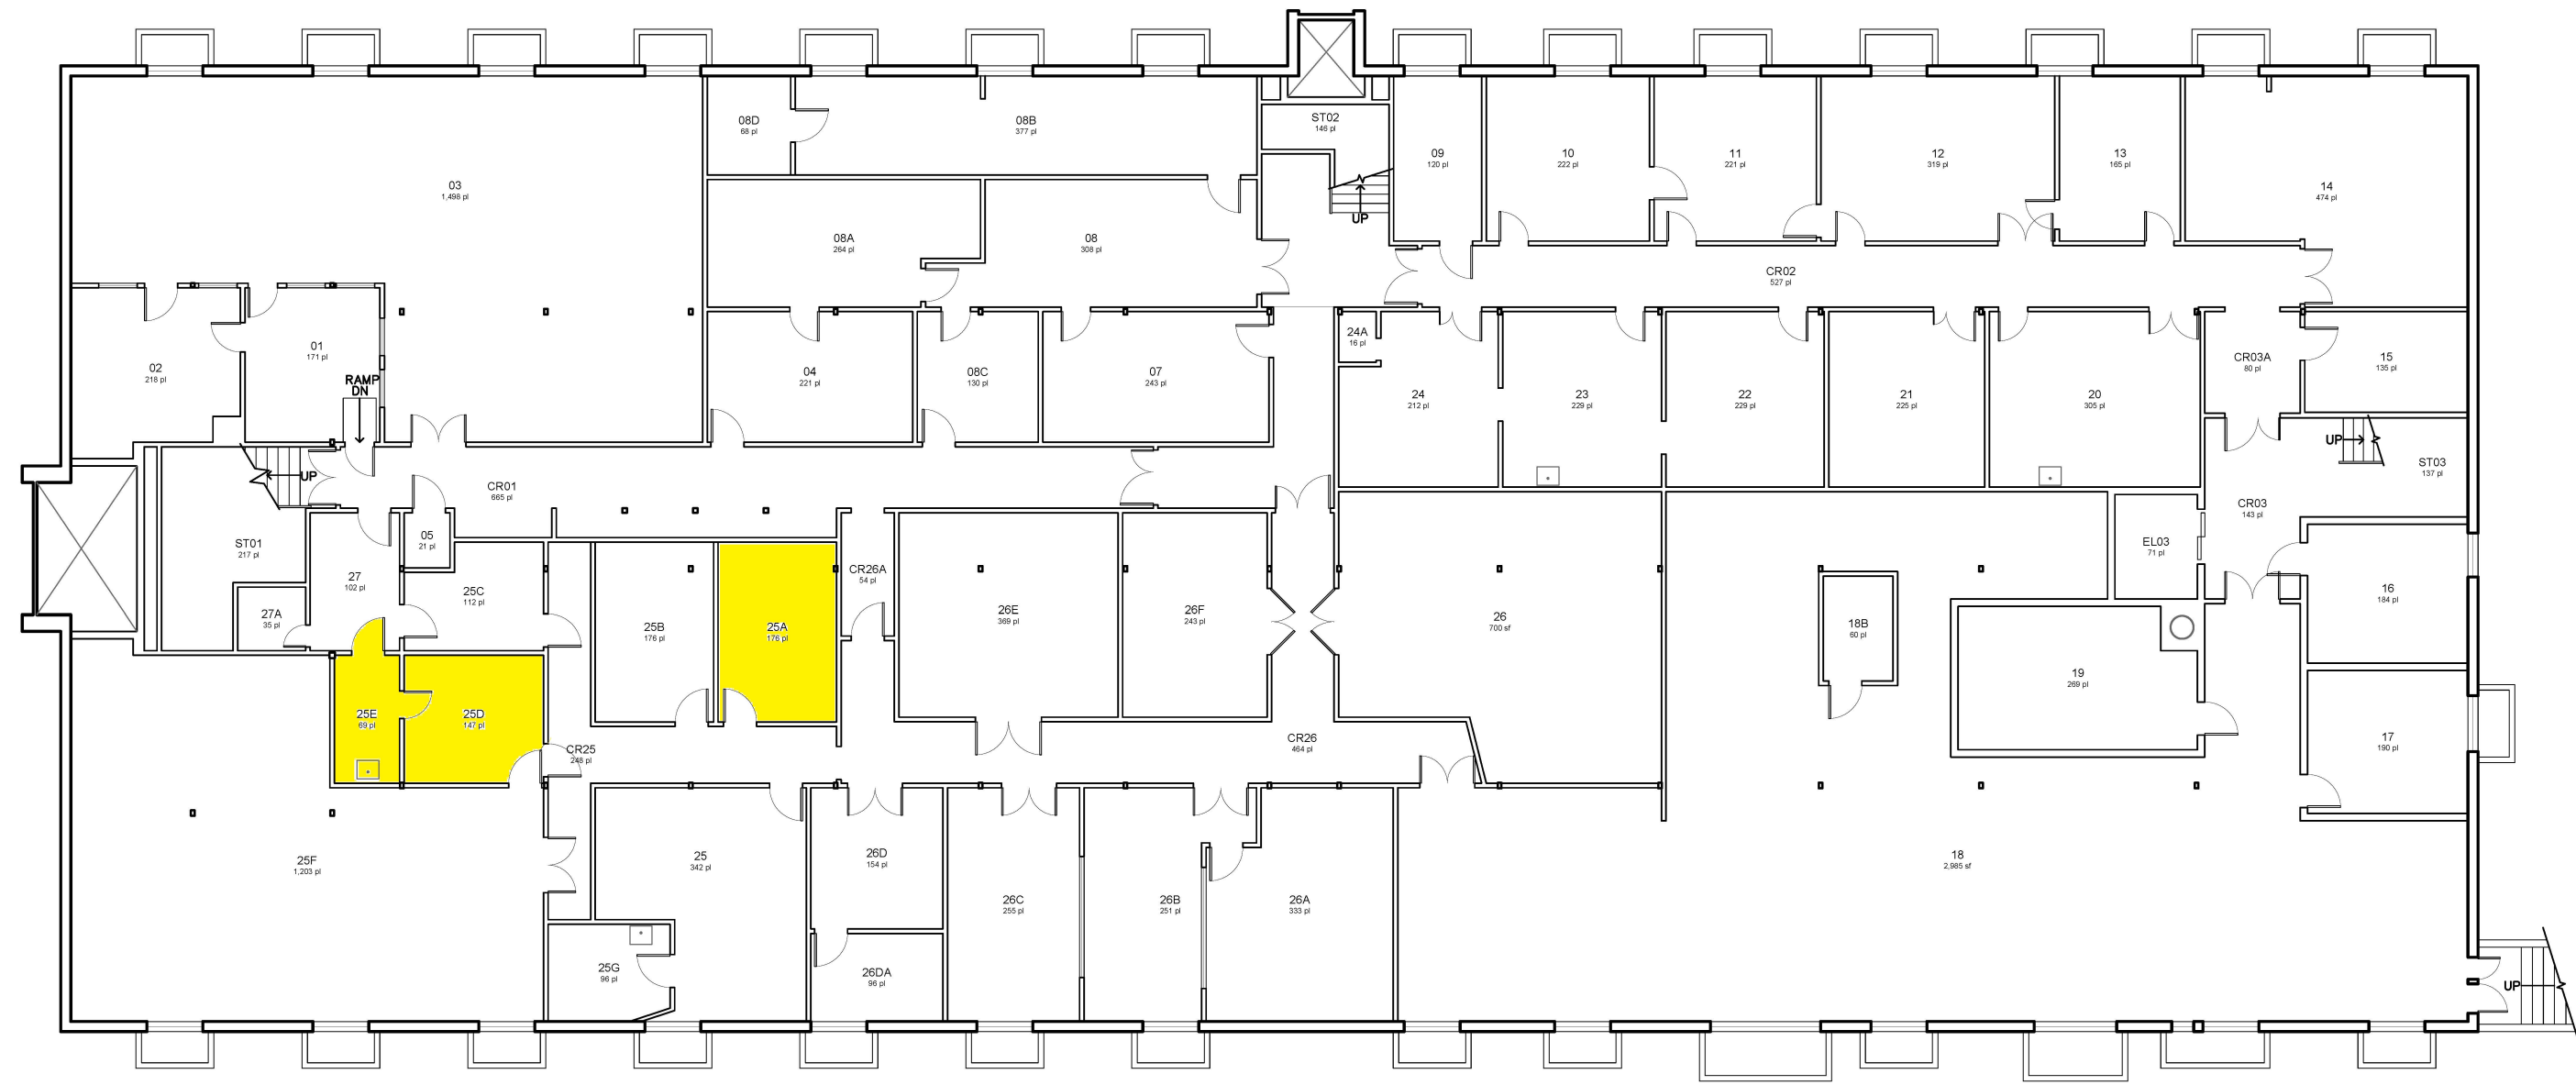 03
1,498 pl
08D
68 pl
08B
377 pl
ST02
146 pl
UP
09
120 pl
10
222 pl
11
221 pl
12
319 pl
13
165 pl
14
474 pl
08A
264 pl
08
308 pl
CR02
527 pl
02
218 pl
01
171 pl
RAMP
DN
04
221 pl
08C
130 pl
07
243 pl
24A
16 pl
24
212 pl
23
229 pl
22
229 pl
21
225 pl
20
305 pl
CR03A
80 pl
15
135 pl
UP
ST03
137 pl
UP
CR01
665 pl
CR03
143 pl
ST01
217 pl
05
21 pl
27
102 pl
27A
35 pl
25C
112 pl
25B
176 pl
25A
176 pl
CR26A
54 pl
26E
369 pl
26F
243 pl
26
700 sf
18B
60 pl
EL03
71 pl
16
184 pl
19
269 pl
25E
69 pl
25D
147 pl
CR25
248 pl
CR26
464 pl
17
190 pl
25F
1,203 pl
25
342 pl
26D
154 pl
26C
255 pl
26B
251 pl
26A
333 pl
18
2,985 sf
25G
96 pl
26DA
96 pl
UP